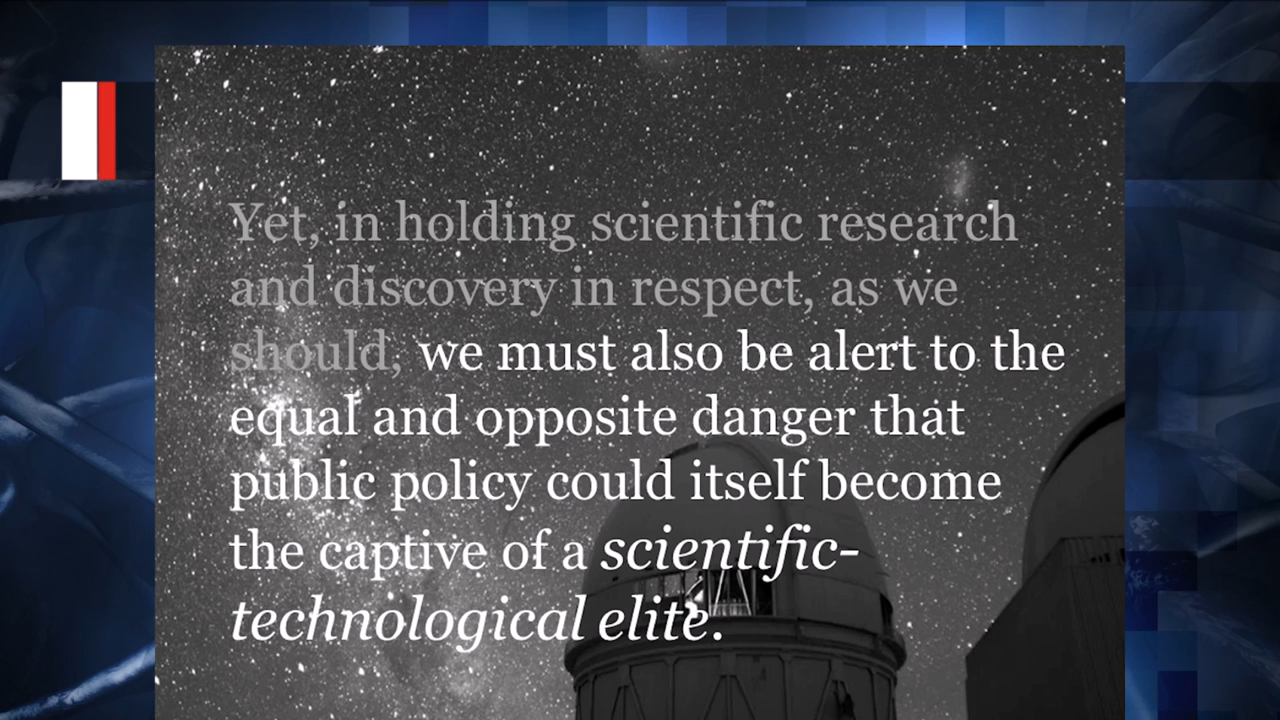 Yet, in holding scientific research
and discovery in respect, as we
should, we must also be alert to the
equal and opposite danger that
public policy could itself become
the captive of a scientific-
technological elite.